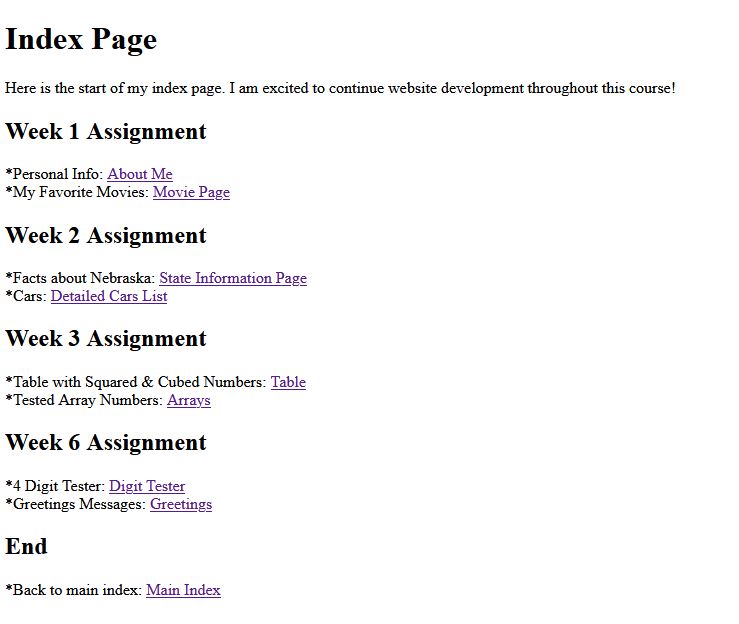 Index Page
Here is the start of my index page. I am excited to continue website development throughout this course!
Week 1 Assignment
*Personal Info: About Me
*My Favorite Movies: Movie Page
Week 2 Assignment
*Facts about Nebraska: State Information Page
*Cars: Detailed Cars List
Week 3 Assignment
*Table with Squared & Cubed Numbers: Table
*Tested Array Numbers: Arrays
Week 6 Assignment
*4 Digit Tester: Digit Tester
*Greetings Messages: Greetings
End
*Back to main index: Main Index